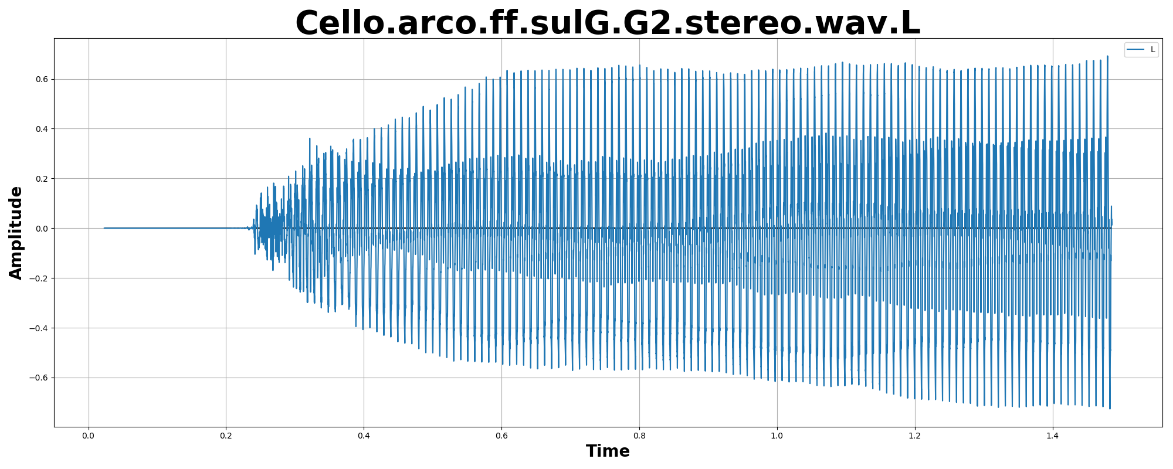 Cello.arco.ff.sulG.G2.stereo.wav.L
L
0.6
0.4
0.2
0.0
−0.2
−0.4
−0.6
Amplitude
0.0 0.2 0.4 0.6 0.8 1.0 1.2 1.4
Time